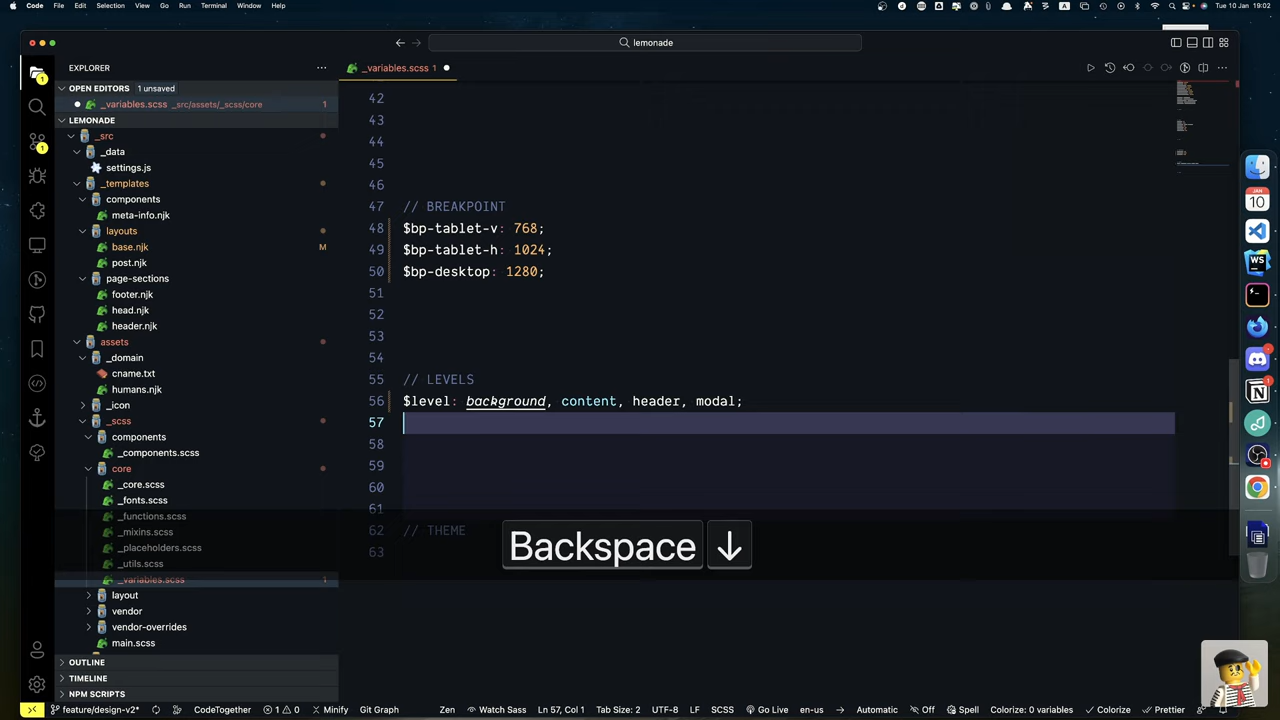 Code File Edit Selection View Go Run Terminal Window Help
Tue 10 Jan 19:02
lemonade
EXPLORER
OPEN EDITORS 1 unsaved
_variables.scss _src/assets/_scss/core 1
LEMONADE
_src
_data
settings.js
_templates
components
meta-info.njk
layouts
base.njk M
post.njk
page-sections
footer.njk
head.njk
header.njk
assets
_domain
cname.txt
humans.njk
_icon
_scss
components
_components.scss
core
_core.scss
_fonts.scss
_functions.scss
_mixins.scss
_placeholders.scss
_utils.scss
_variables.scss 1
layout
vendor
vendor-overrides
main.scss
OUTLINE
TIMELINE
NPM SCRIPTS
_variables.scss 1
42
43
44
45
46
47 // BREAKPOINT
48 $bp-tablet-v: 768;
49 $bp-tablet-h: 1024;
50 $bp-desktop: 1280;
51
52
53
54
55 // LEVELS
56 $level: background, content, header, modal;
57
58
59
60
61
62 // THEME
63
Backspace ↓
JAN
10
WS
feature/design-v2* CodeTogether 1 0 Minify Git Graph Zen Watch Sass Ln 57, Col 1 Tab Size: 2 UTF-8 LF SCSS Go Live en-us Automatic Off Spell Colorize: 0 variables Colorize Prettier